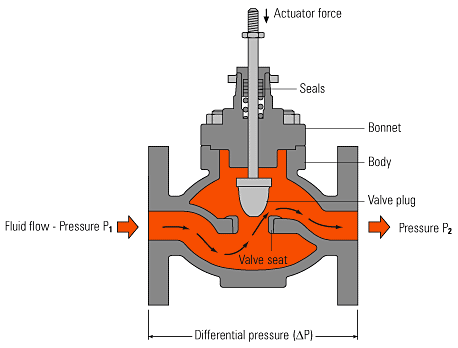 Actuator force
Seals
Bonnet
Body
Valve plug
Fluid flow - Pressure P1
Pressure P2
Valve seat
Differential pressure (ΔP)